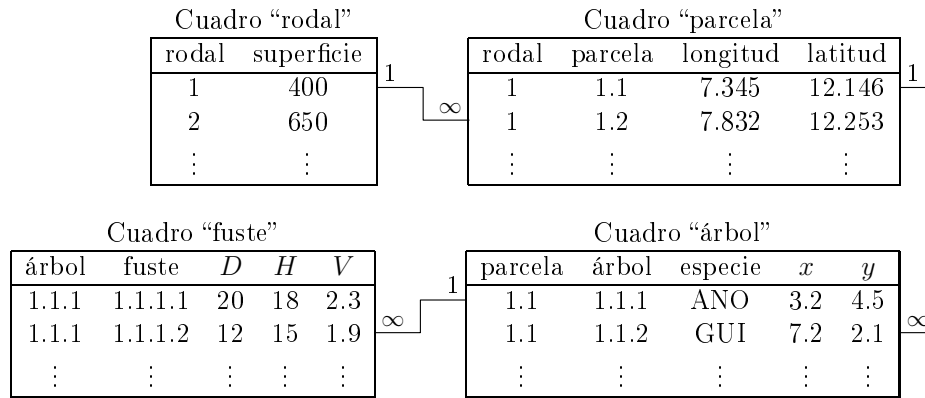 Cuadro “rodal”
rodal superficie
1 400
2 650
⋮ ⋮
1
∞
Cuadro “parcela”
rodal parcela longitud latitud
1 1.1 7.345 12.146
1 1.2 7.832 12.253
⋮ ⋮ ⋮ ⋮
1
Cuadro “fuste”
árbol fuste D H V
1.1.1 1.1.1.1 20 18 2.3
1.1.1 1.1.1.2 12 15 1.9
⋮ ⋮ ⋮ ⋮ ⋮
∞
1
Cuadro “árbol”
parcela árbol especie x y
1.1 1.1.1 ANO 3.2 4.5
1.1 1.1.2 GUI 7.2 2.1
⋮ ⋮ ⋮ ⋮ ⋮
∞